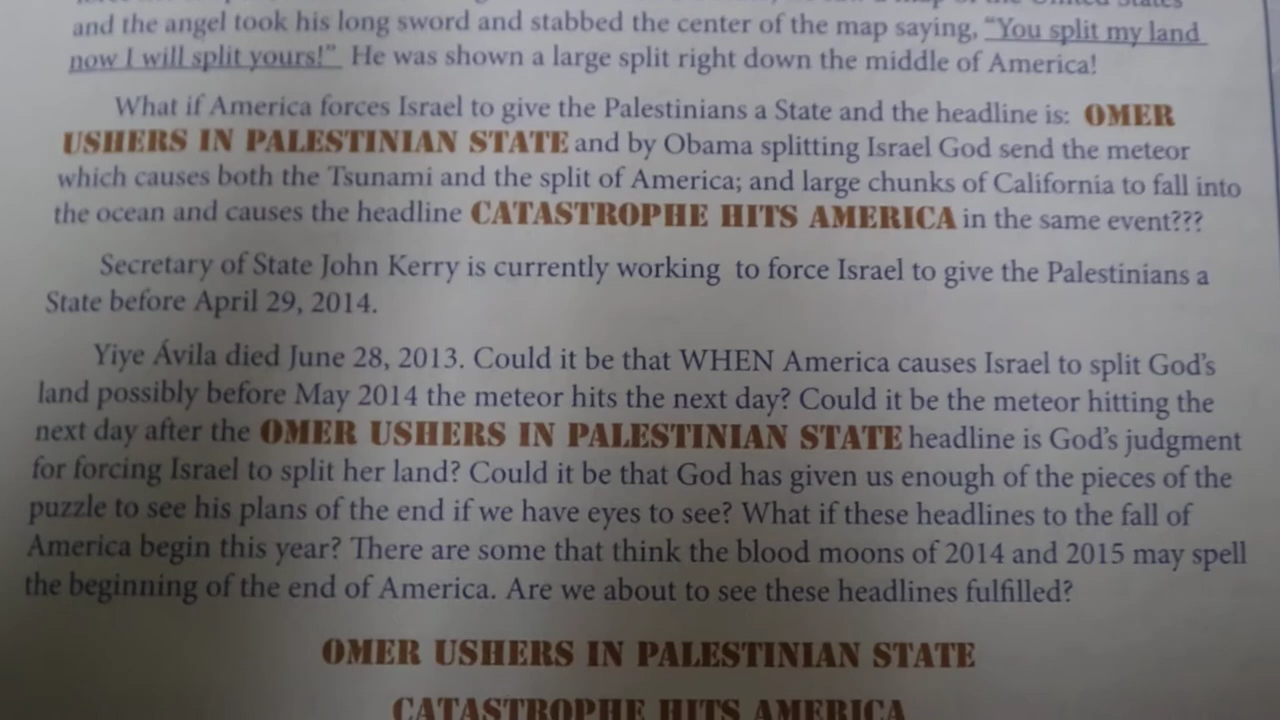 and the angel took his long sword and stabbed the center of the map saying, “You split my land
now I will split yours!” He was shown a large split right down the middle of America!
What if America forces Israel to give the Palestinians a State and the headline is: OMER
USHERS IN PALESTINIAN STATE and by Obama splitting Israel God send the meteor
which causes both the Tsunami and the split of America; and large chunks of California to fall into
the ocean and causes the headline CATASTROPHE HITS AMERICA in the same event???
Secretary of State John Kerry is currently working to force Israel to give the Palestinians a
State before April 29, 2014.
Yiye Ávila died June 28, 2013. Could it be that WHEN America causes Israel to split God’s
land possibly before May 2014 the meteor hits the next day? Could it be the meteor hitting the
next day after the OMER USHERS IN PALESTINIAN STATE headline is God’s judgment
for forcing Israel to split her land? Could it be that God has given us enough of the pieces of the
puzzle to see his plans of the end if we have eyes to see? What if these headlines to the fall of
America begin this year? There are some that think the blood moons of 2014 and 2015 may spell
the beginning of the end of America. Are we about to see these headlines fulfilled?
OMER USHERS IN PALESTINIAN STATE
CATASTROPHE HITS AMERICA